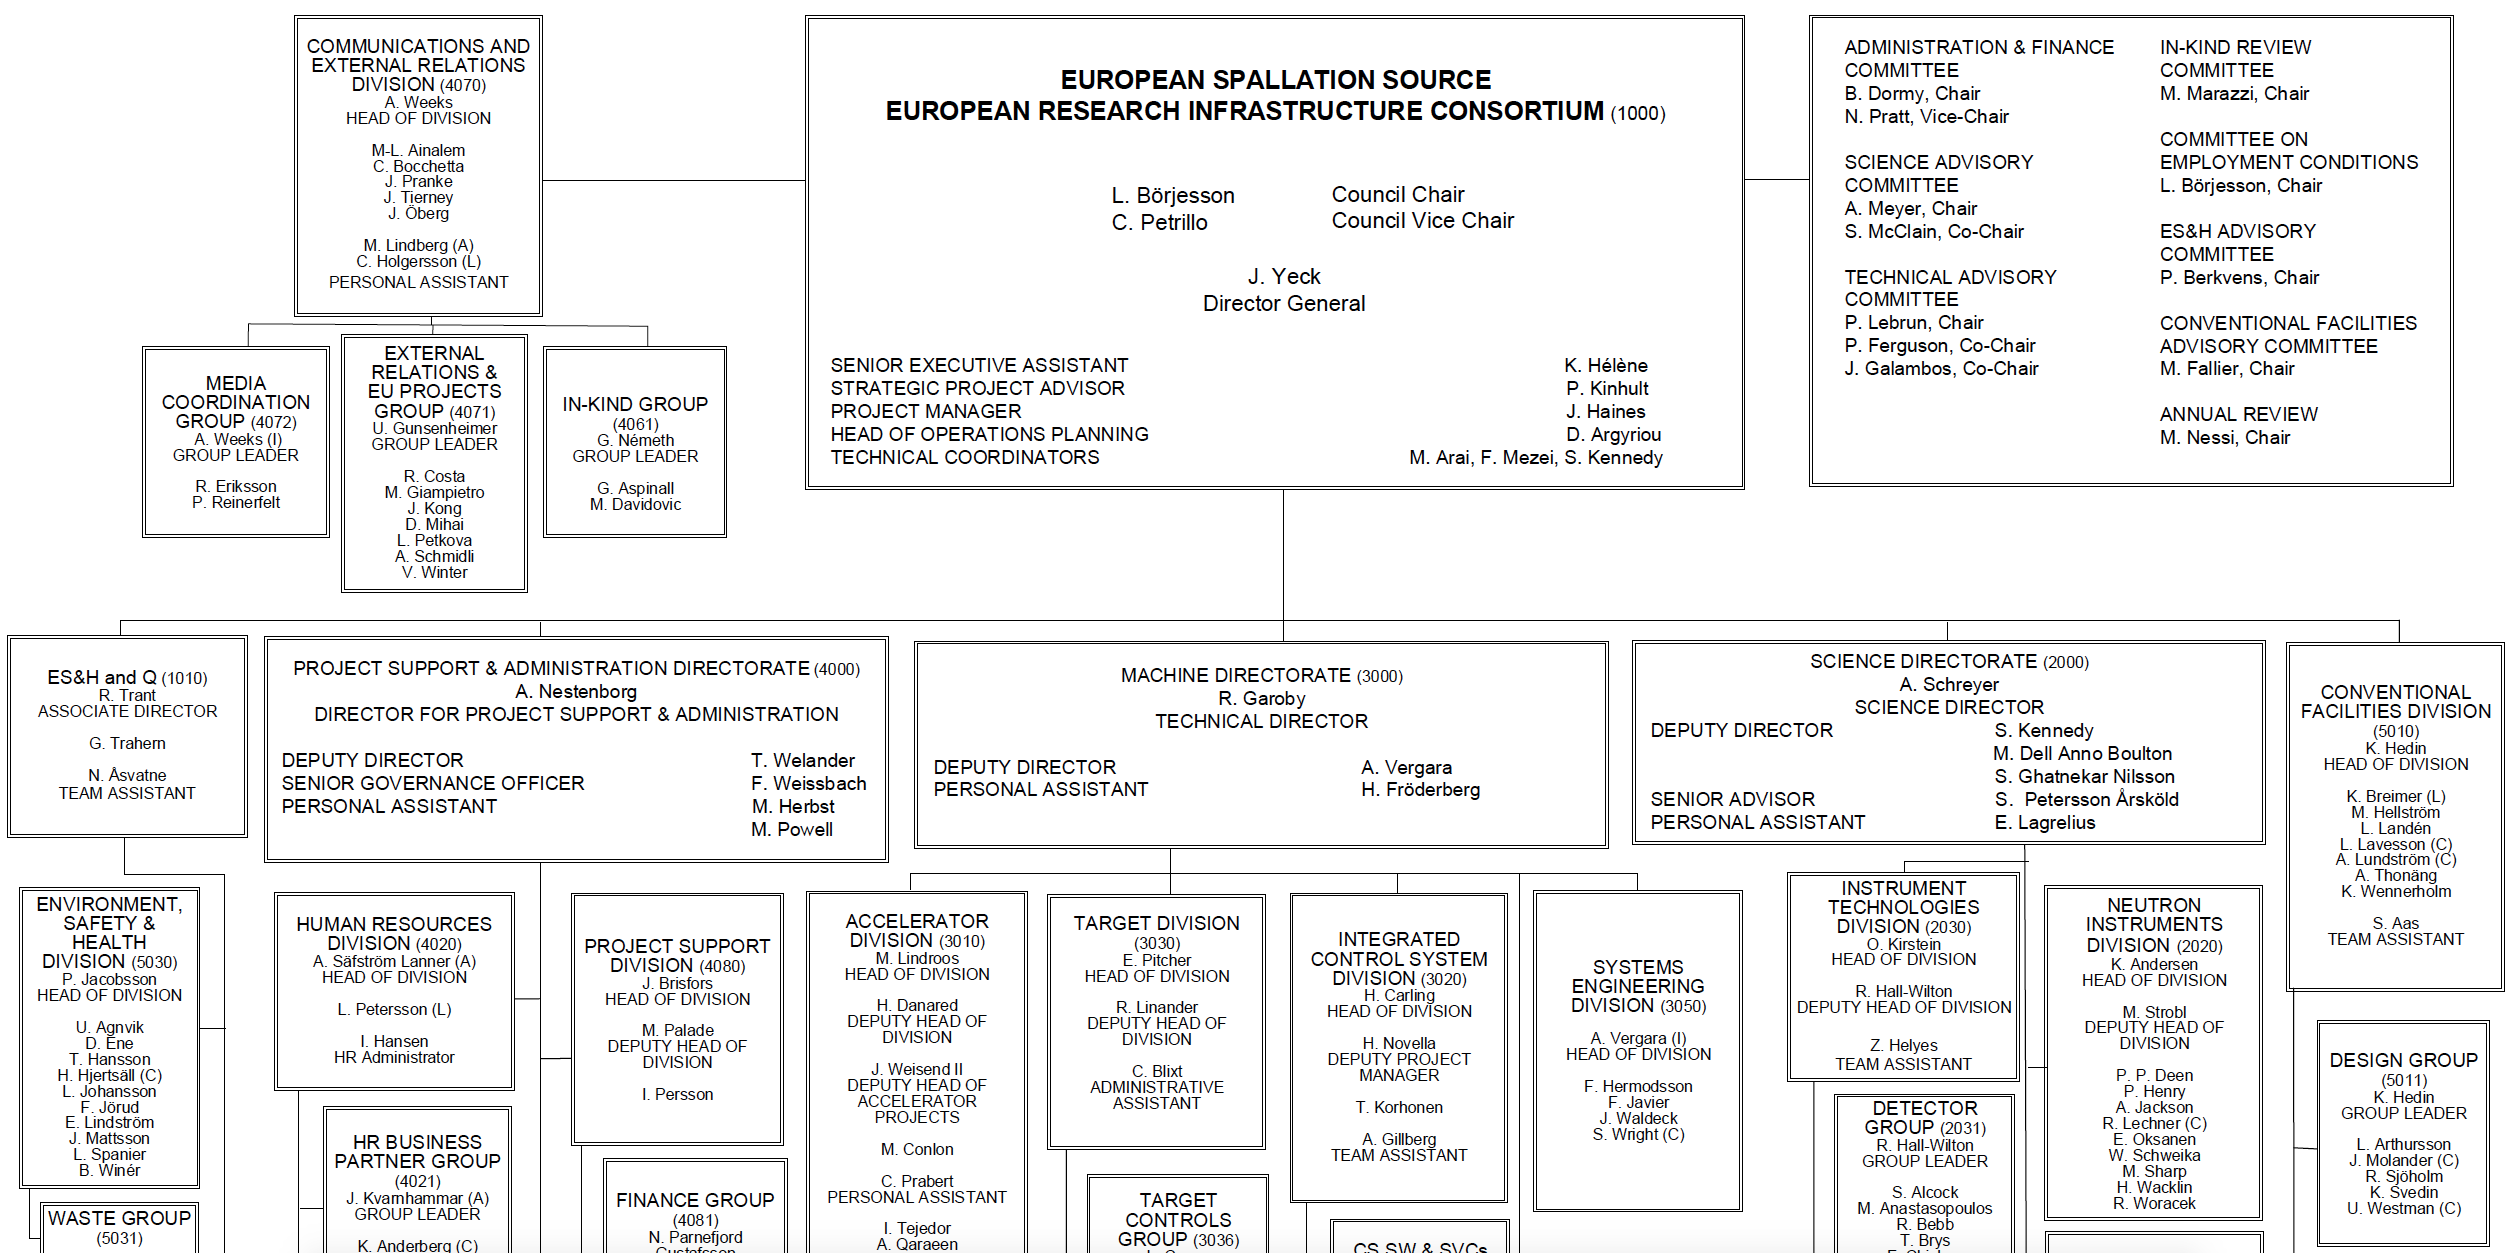 COMMUNICATIONS AND
EXTERNAL RELATIONS
DIVISION (4070)
A. Weeks
HEAD OF DIVISION
M-L. Ainalem
C. Bocchetta
J. Pranke
J. Tierney
J. Öberg
M. Lindberg (A)
C. Holgersson (L)
PERSONAL ASSISTANT
EUROPEAN SPALLATION SOURCE
EUROPEAN RESEARCH INFRASTRUCTURE CONSORTIUM (1000)
L. Börjesson Council Chair
C. Petrillo Council Vice Chair
J. Yeck
Director General
SENIOR EXECUTIVE ASSISTANT K. Hélène
STRATEGIC PROJECT ADVISOR P. Kinhult
PROJECT MANAGER J. Haines
HEAD OF OPERATIONS PLANNING D. Argyriou
TECHNICAL COORDINATORS M. Arai, F. Mezei, S. Kennedy
ADMINISTRATION & FINANCE
COMMITTEE
B. Dormy, Chair
N. Pratt, Vice-Chair
SCIENCE ADVISORY
COMMITTEE
A. Meyer, Chair
S. McClain, Co-Chair
TECHNICAL ADVISORY
COMMITTEE
P. Lebrun, Chair
P. Ferguson, Co-Chair
J. Galambos, Co-Chair
IN-KIND REVIEW
COMMITTEE
M. Marazzi, Chair
COMMITTEE ON
EMPLOYMENT CONDITIONS
L. Börjesson, Chair
ES&H ADVISORY
COMMITTEE
P. Berkvens, Chair
CONVENTIONAL FACILITIES
ADVISORY COMMITTEE
M. Fallier, Chair
ANNUAL REVIEW
M. Nessi, Chair
MEDIA
COORDINATION
GROUP (4072)
A. Weeks (I)
GROUP LEADER
R. Eriksson
P. Reinerfelt
EXTERNAL
RELATIONS &
EU PROJECTS
GROUP (4071)
U. Gunsenheimer
GROUP LEADER
R. Costa
M. Giampietro
J. Kong
D. Mihai
L. Petkova
A. Schmidli
V. Winter
IN-KIND GROUP
(4061)
G. Németh
GROUP LEADER
G. Aspinall
M. Davidovic
ES&H and Q (1010)
R. Trant
ASSOCIATE DIRECTOR
G. Trahern
N. Åsvatne
TEAM ASSISTANT
PROJECT SUPPORT & ADMINISTRATION DIRECTORATE (4000)
A. Nestenborg
DIRECTOR FOR PROJECT SUPPORT & ADMINISTRATION
DEPUTY DIRECTOR T. Welander
SENIOR GOVERNANCE OFFICER F. Weissbach
PERSONAL ASSISTANT M. Herbst
M. Powell
MACHINE DIRECTORATE (3000)
R. Garoby
TECHNICAL DIRECTOR
DEPUTY DIRECTOR A. Vergara
PERSONAL ASSISTANT H. Fröderberg
SCIENCE DIRECTORATE (2000)
A. Schreyer
SCIENCE DIRECTOR
DEPUTY DIRECTOR S. Kennedy
M. Dell Anno Boulton
S. Ghatnekar Nilsson
SENIOR ADVISOR S. Petersson Årsköld
PERSONAL ASSISTANT E. Lagrelius
CONVENTIONAL
FACILITIES DIVISION
(5010)
K. Hedin
HEAD OF DIVISION
K. Breimer (L)
M. Hellström
L. Landén
L. Lavesson (C)
A. Lundström (C)
A. Thonäng
K. Wennerholm
S. Aas
TEAM ASSISTANT
ENVIRONMENT,
SAFETY &
HEALTH
DIVISION (5030)
P. Jacobsson
HEAD OF DIVISION
U. Agnvik
D. Ene
T. Hansson
H. Hjertsäll (C)
L. Johansson
F. Jörud
E. Lindström
J. Mattsson
L. Spanier
B. Winér
WASTE GROUP
(5031)
HUMAN RESOURCES
DIVISION (4020)
A. Säfström Lanner (A)
HEAD OF DIVISION
L. Petersson (L)
I. Hansen
HR Administrator
HR BUSINESS
PARTNER GROUP
(4021)
J. Kvarnhammar (A)
GROUP LEADER
K. Anderberg (C)
PROJECT SUPPORT
DIVISION (4080)
J. Brisfors
HEAD OF DIVISION
M. Palade
DEPUTY HEAD OF
DIVISION
I. Persson
FINANCE GROUP
(4081)
N. Parnefjord
Gustafsson
ACCELERATOR
DIVISION (3010)
M. Lindroos
HEAD OF DIVISION
H. Danared
DEPUTY HEAD OF
DIVISION
J. Weisend II
DEPUTY HEAD OF
ACCELERATOR
PROJECTS
M. Conlon
C. Prabert
PERSONAL ASSISTANT
I. Tejedor
A. Qaraeen
TARGET DIVISION
(3030)
E. Pitcher
HEAD OF DIVISION
R. Linander
DEPUTY HEAD OF
DIVISION
C. Blixt
ADMINISTRATIVE
ASSISTANT
TARGET
CONTROLS
GROUP (3036)
INTEGRATED
CONTROL SYSTEM
DIVISION (3020)
H. Carling
HEAD OF DIVISION
H. Novella
DEPUTY PROJECT
MANAGER
T. Korhonen
A. Gillberg
TEAM ASSISTANT
CS SW & SVCs
SYSTEMS
ENGINEERING
DIVISION (3050)
A. Vergara (I)
HEAD OF DIVISION
F. Hermodsson
F. Javier
J. Waldeck
S. Wright (C)
INSTRUMENT
TECHNOLOGIES
DIVISION (2030)
O. Kirstein
HEAD OF DIVISION
R. Hall-Wilton
DEPUTY HEAD OF DIVISION
Z. Helyes
TEAM ASSISTANT
DETECTOR
GROUP (2031)
R. Hall-Wilton
GROUP LEADER
S. Alcock
M. Anastasopoulos
R. Bebb
T. Brys
NEUTRON
INSTRUMENTS
DIVISION (2020)
K. Andersen
HEAD OF DIVISION
M. Strobl
DEPUTY HEAD OF
DIVISION
P. P. Deen
P. Henry
A. Jackson
R. Lechner (C)
E. Oksanen
W. Schweika
M. Sharp
H. Wacklin
R. Woracek
DESIGN GROUP
(5011)
K. Hedin
GROUP LEADER
L. Arthursson
J. Molander (C)
R. Sjöholm
K. Svedin
U. Westman (C)